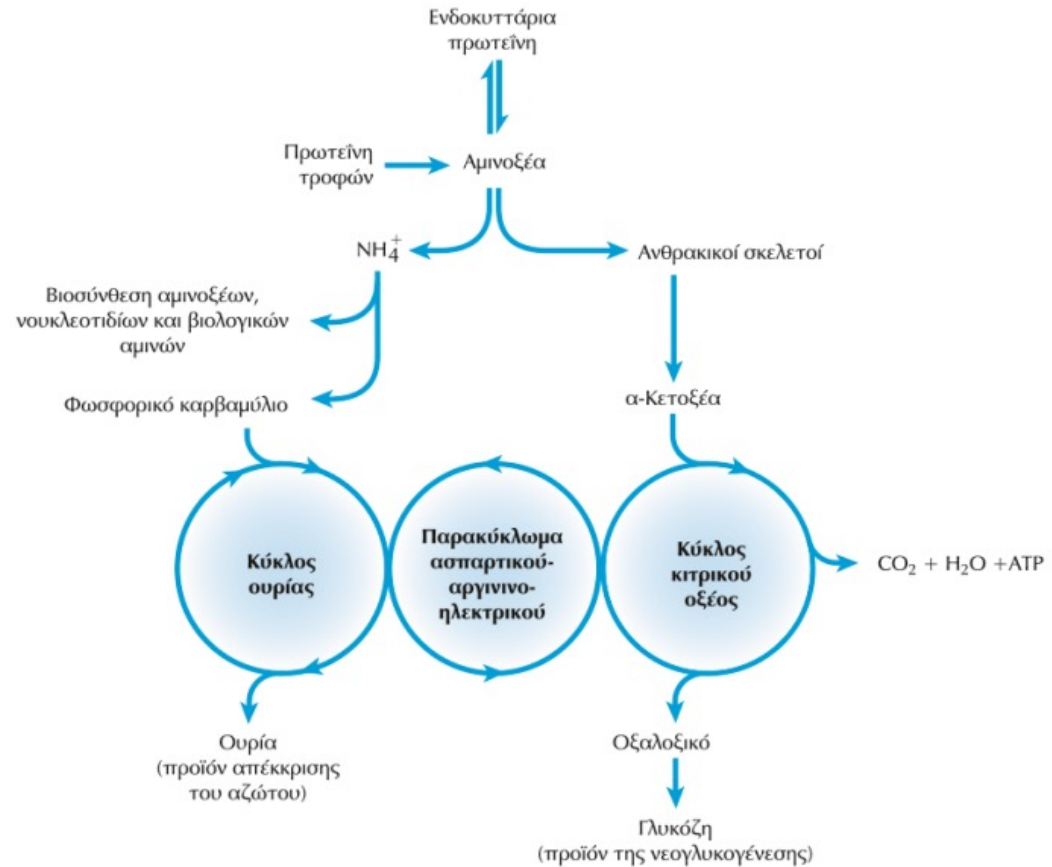 Ενδοκυττάρια
πρωτεΐνη
Πρωτεΐνη
τροφών
Αμινοξέα
NH4+
Ανθρακικοί σκελετοί
Βιοσύνθεση αμινοξέων,
νουκλεοτιδίων και βιολογικών
αμινών
Φωσφορικό καρβαμύλιο
α-Κετοξέα
Κύκλος
ουρίας
Παρακύκλωμα
ασπαρτικού-
αργινινο-
ηλεκτρικού
Κύκλος
κιτρικού
οξέος
CO2 + H2O +ATP
Ουρία
(προϊόν απέκκρισης
του αζώτου)
Οξαλοξικό
Γλυκόζη
(προϊόν της νεογλυκογένεσης)